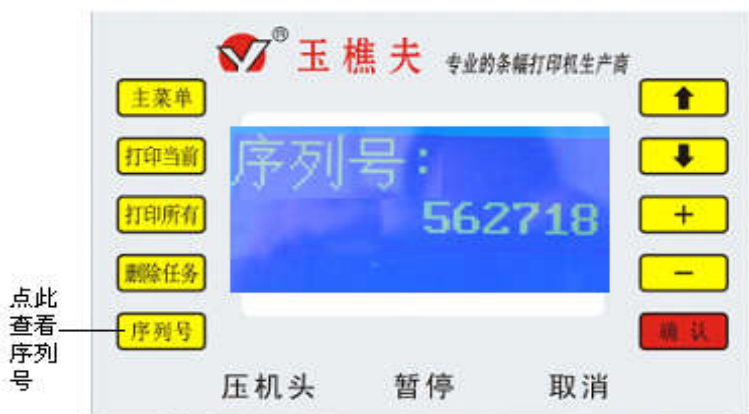 ® 玉樵夫 专业的条幅打印机生产商
主菜单
打印当前
打印所有
删除任务
序列号
序列号:
562718
+
-
确认
点此
查看
序列
号
压机头 暂停 取消